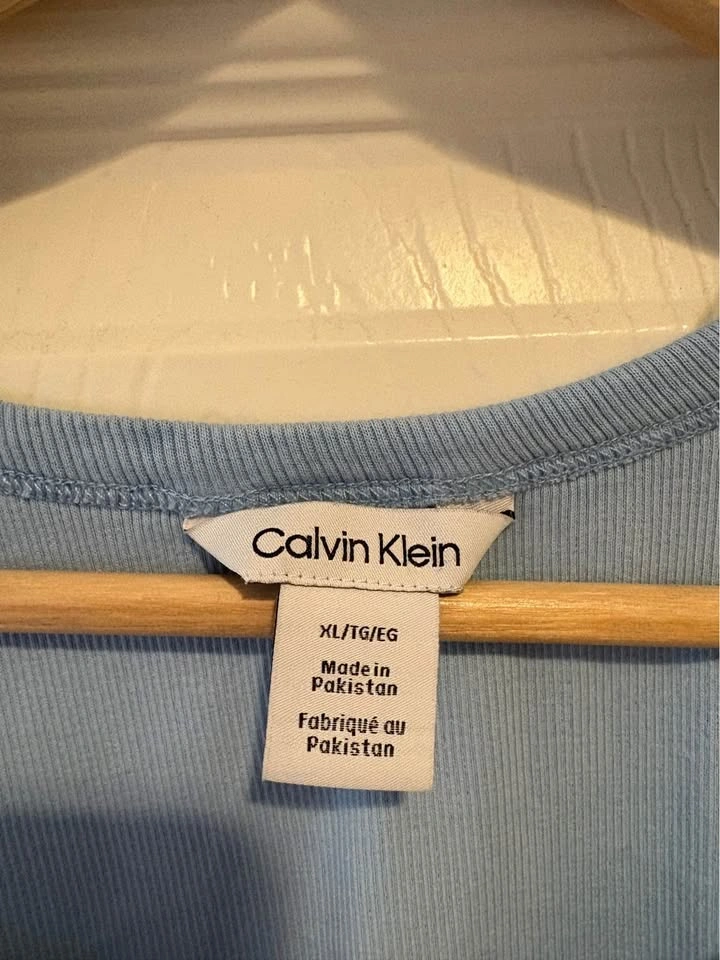 Calvin Klein
XL/TG/EG
Made in
Pakistan
Fabriqué au
Pakistan